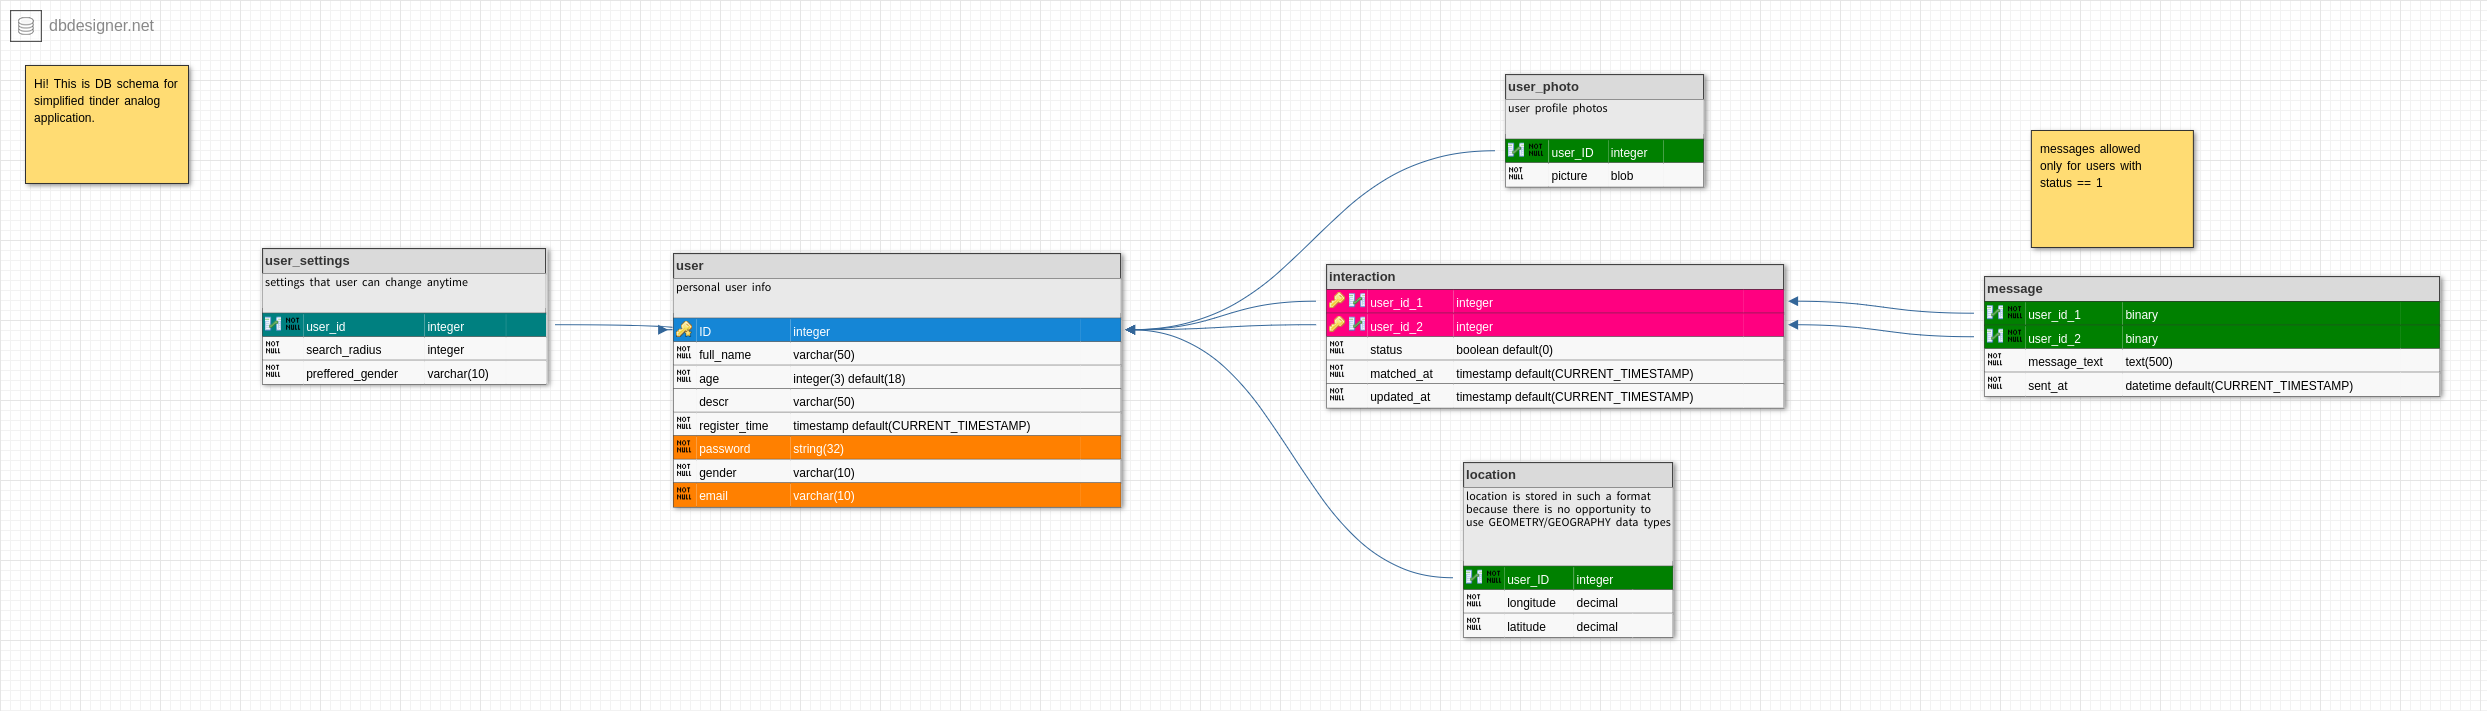 dbdesigner.net
Hi! This is DB schema for
simplified tinder analog
application.
user_settings
settings that user can change anytime
NOT NULL user_id integer
NOT NULL search_radius integer
NOT NULL preffered_gender varchar(10)
user
personal user info
ID integer
NOT NULL full_name varchar(50)
NOT NULL age integer(3) default(18)
descr varchar(50)
NOT NULL register_time timestamp default(CURRENT_TIMESTAMP)
NOT NULL password string(32)
NOT NULL gender varchar(10)
NOT NULL email varchar(10)
user_photo
user profile photos
NOT NULL user_ID integer
NOT NULL picture blob
interaction
user_id_1 integer
user_id_2 integer
NOT NULL status boolean default(0)
NOT NULL matched_at timestamp default(CURRENT_TIMESTAMP)
NOT NULL updated_at timestamp default(CURRENT_TIMESTAMP)
location
location is stored in such a format
because there is no opportunity to
use GEOMETRY/GEOGRAPHY data types
NOT NULL user_ID integer
NOT NULL longitude decimal
NOT NULL latitude decimal
messages allowed
only for users with
status == 1
message
NOT NULL user_id_1 binary
NOT NULL user_id_2 binary
NOT NULL message_text text(500)
NOT NULL sent_at datetime default(CURRENT_TIMESTAMP)